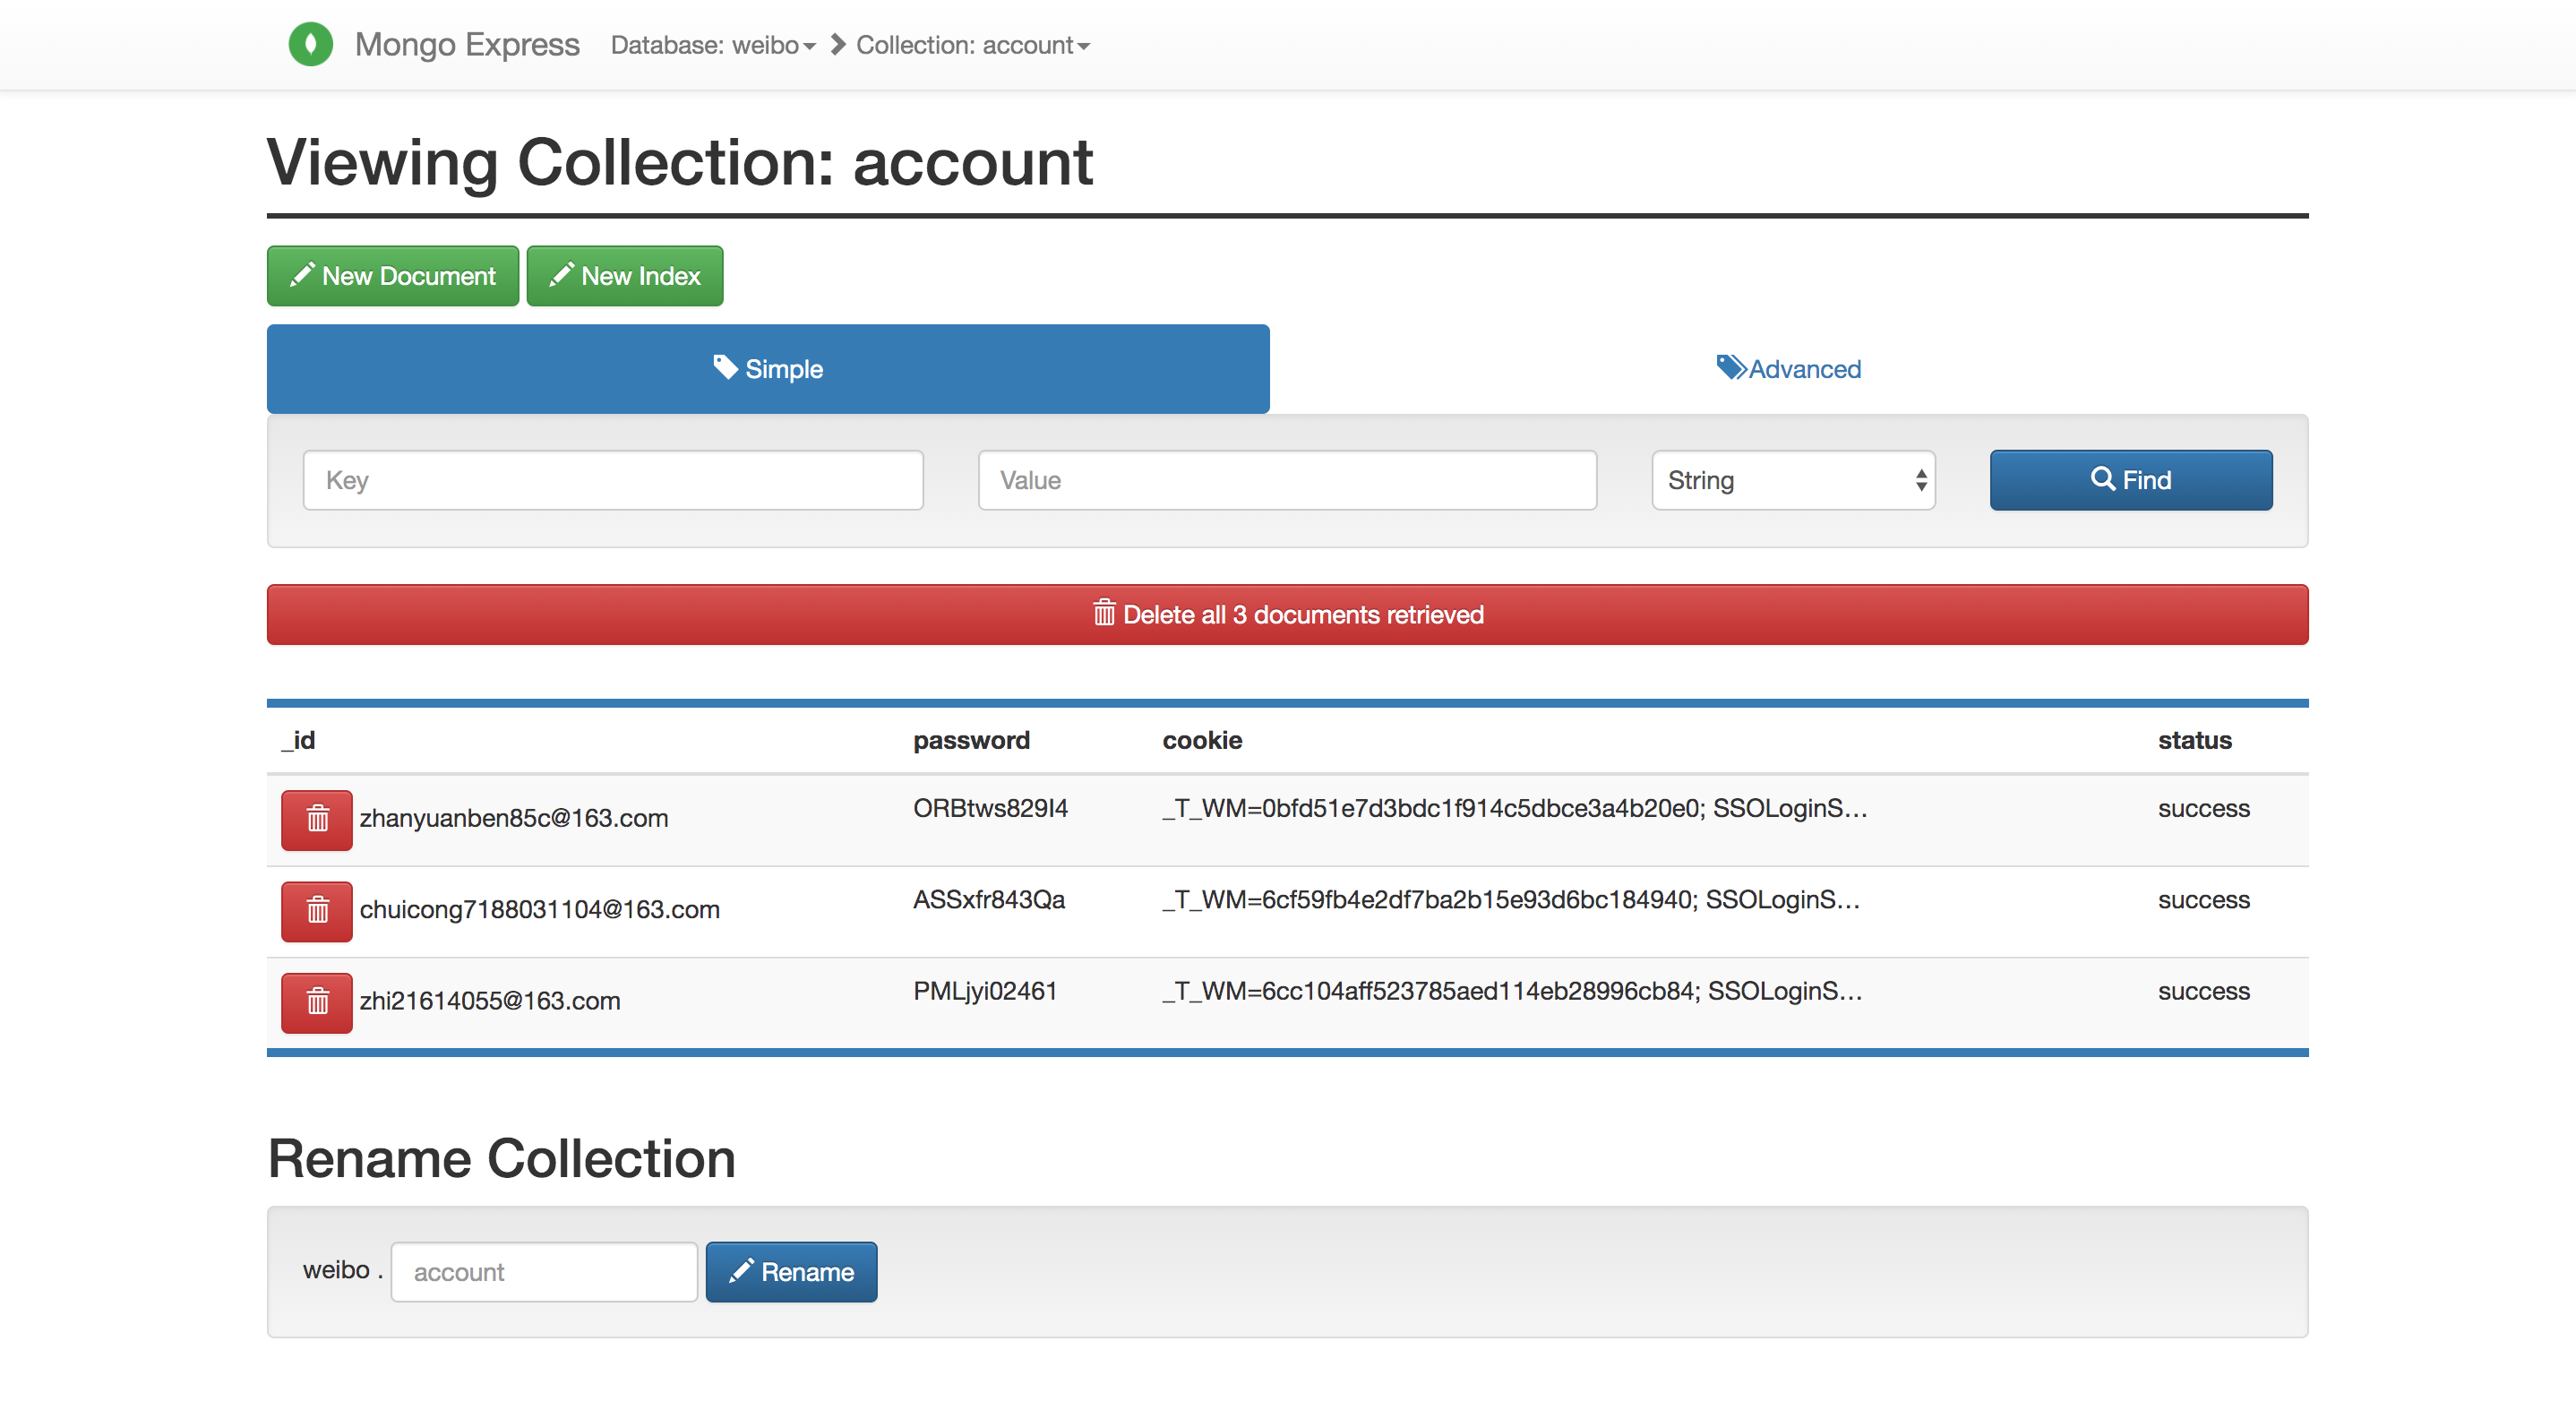 Mongo Express Database: weibo Collection: account
Viewing Collection: account
New Document New Index
Simple Advanced
Key Value String Find
Delete all 3 documents retrieved
_id password cookie status
zhanyuanben85c@163.com ORBtws829I4 _T_WM=0bfd51e7d3bdc1f914c5dbce3a4b20e0; SSOLoginS... success
chuicong7188031104@163.com ASSxfr843Qa _T_WM=6cf59fb4e2df7ba2b15e93d6bc184940; SSOLoginS... success
zhi21614055@163.com PMLjyi02461 _T_WM=6cc104aff523785aed114eb28996cb84; SSOLoginS... success
Rename Collection
weibo . account Rename